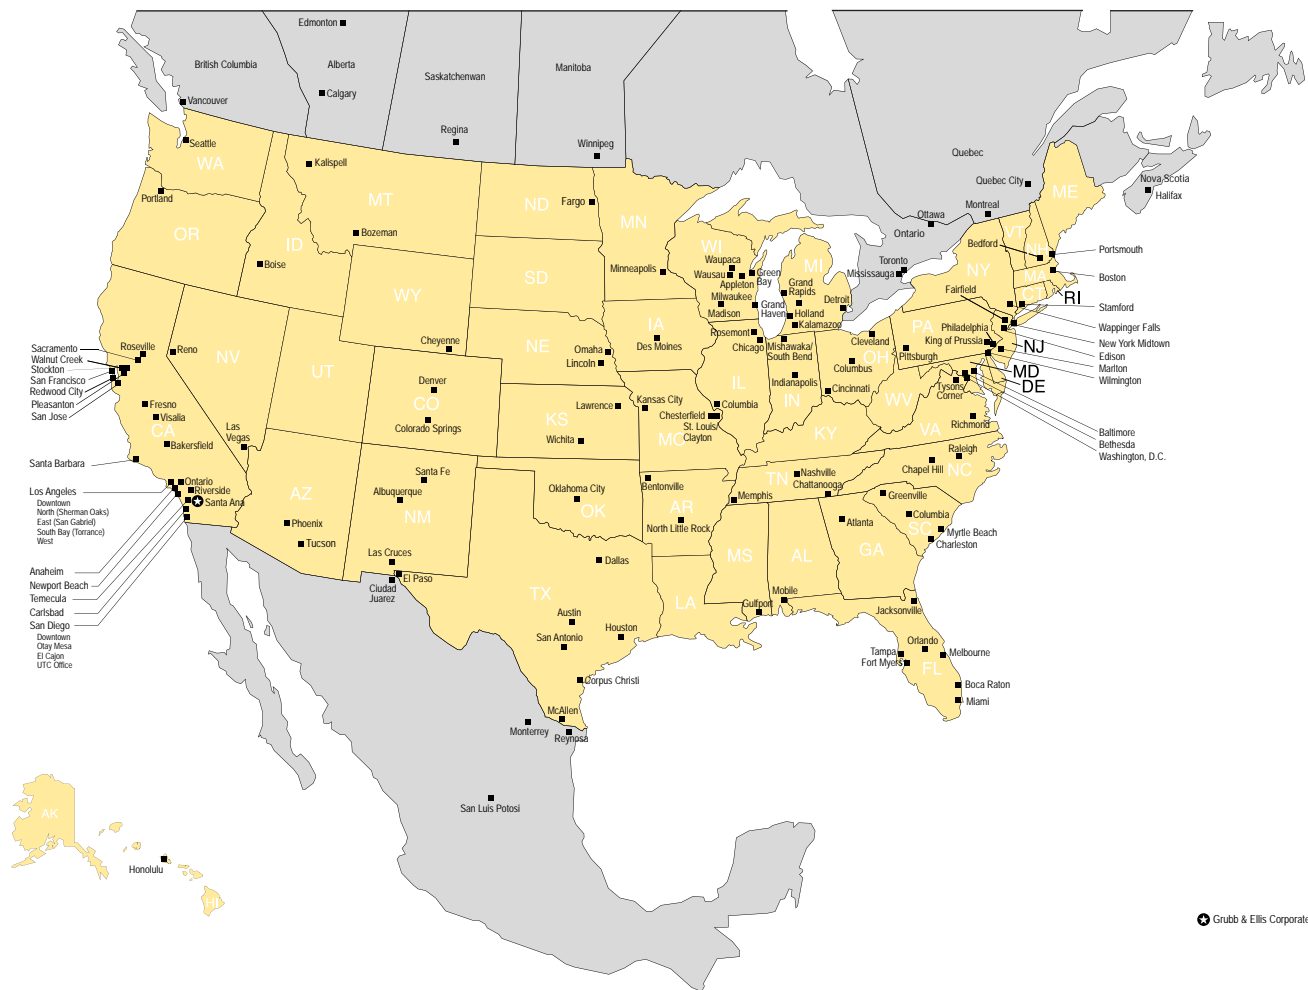 Edmonton
British Columbia
Alberta
Saskatchenwan
Manitoba
Calgary
Vancouver
Regina
Winnipeg
Quebec
Quebec City
Nova Scotia
Halifax
Montreal
Ottawa
Ontario
Toronto
Mississauga
Seattle
WA
Kalispell
MT
Portland
OR
ID
Bozeman
Boise
ND
Fargo
MN
SD
Minneapolis
WI
Waupaca
Wausau
Appleton
Green
Bay
Milwaukee
Madison
MI
Grand
Rapids
Grand
Haven
Holland
Kalamazoo
Detroit
ME
VT
NH
Bedford
Portsmouth
NY
MA
Boston
CT
RI
Fairfield
Stamford
Wappinger Falls
New York Midtown
Edison
Marlton
Wilmington
PA
Philadelphia
King of Prussia
Pittsburgh
NJ
MD
DE
WY
Cheyenne
NE
Omaha
Lincoln
IA
Des Moines
Rosemont
Chicago
Mishawaka/
South Bend
Cleveland
OH
Columbus
Cincinnati
Indianapolis
IN
IL
Tysons
Corner
WV
VA
Richmond
Baltimore
Bethesda
Washington, D.C.
Sacramento
Walnut Creek
Stockton
San Francisco
Redwood City
Pleasanton
San Jose
Roseville
Reno
NV
UT
Fresno
Visalia
CA
Bakersfield
Las
Vegas
Denver
CO
Colorado Springs
KS
Lawrence
Wichita
Kansas City
MO
Columbia
Chesterfield
St. Louis/
Clayton
KY
Raleigh
Chapel Hill
NC
TN
Nashville
Chattanooga
Memphis
Santa Barbara
Los Angeles
Downtown
North (Sherman Oaks)
East (San Gabriel)
South Bay (Torrance)
West
Ontario
Riverside
Santa Ana
Anaheim
Newport Beach
Temecula
Carlsbad
San Diego
Downtown
Otay Mesa
El Cajon
UTC Office
AZ
Phoenix
Tucson
Santa Fe
Albuquerque
NM
Las Cruces
El Paso
Ciudad
Juarez
Oklahoma City
OK
Bentonville
AR
North Little Rock
Greenville
Columbia
SC
Myrtle Beach
Charleston
Atlanta
GA
AL
MS
LA
Mobile
Gulfport
Jacksonville
TX
Dallas
Austin
San Antonio
Houston
Corpus Christi
McAllen
Monterrey
Reynosa
San Luis Potosi
Orlando
Tampa
Fort Myers
Melbourne
FL
Boca Raton
Miami
AK
Honolulu
HI
Grubb & Ellis Corporate